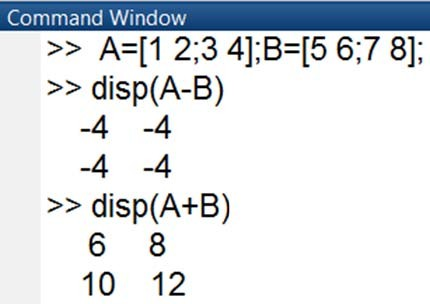 Command Window
>> A=[1 2;3 4];B=[5 6;7 8];
>> disp(A-B)
-4 -4
-4 -4
>> disp(A+B)
6 8
10 12